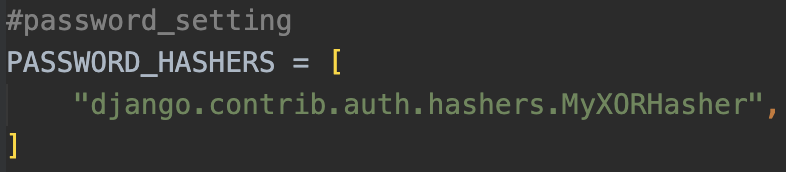 #password_setting
PASSWORD_HASHERS = [
    "django.contrib.auth.hashers.MyXORHasher",
]